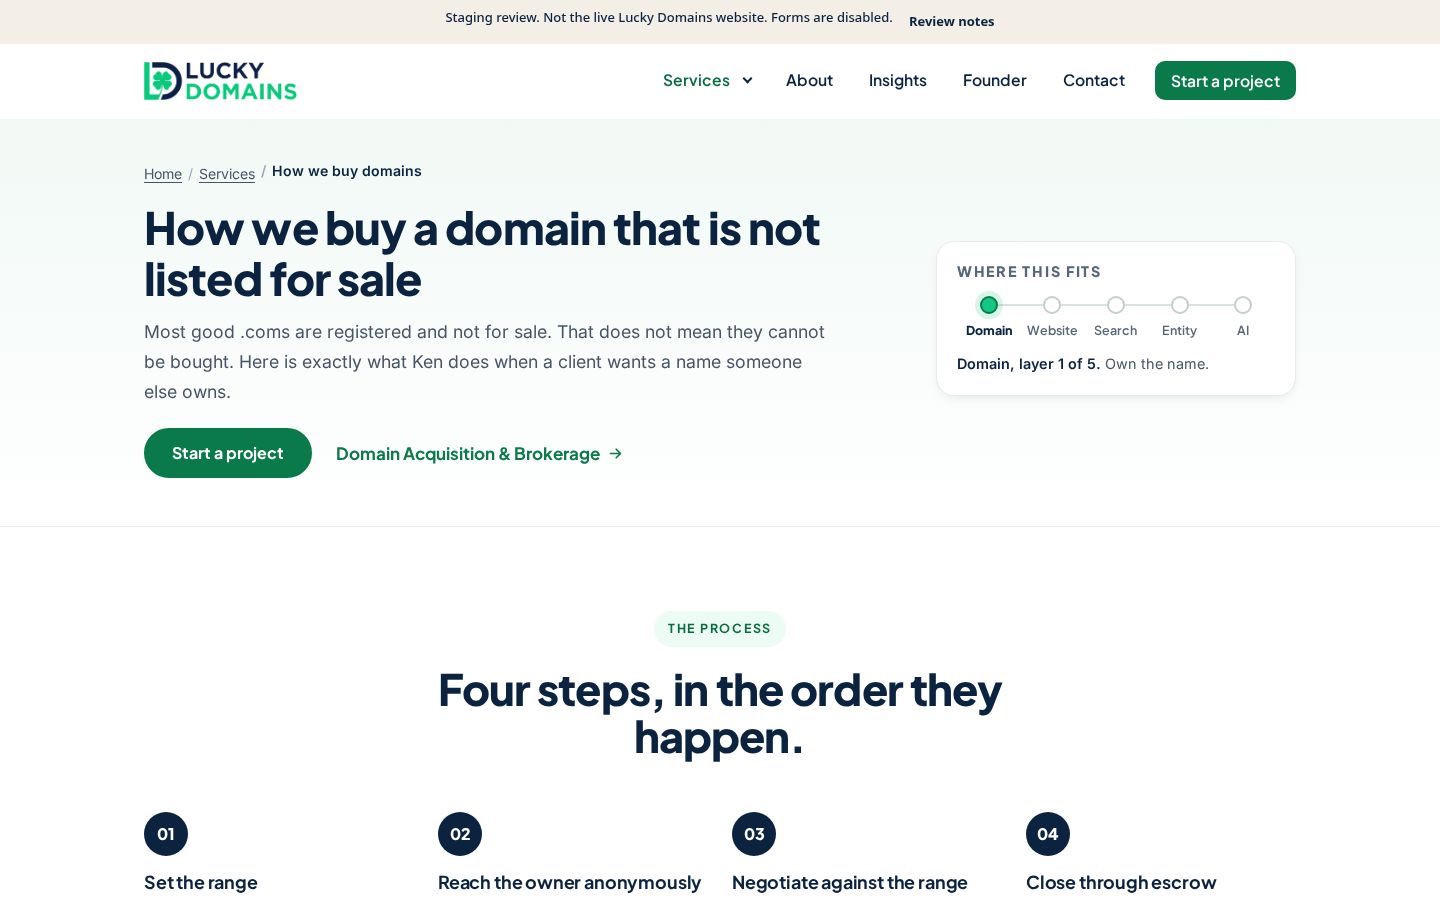 Staging review. Not the live Lucky Domains website. Forms are disabled. Review notes
LUCKY
DOMAINS
Services About Insights Founder Contact Start a project
Home / Services / How we buy domains
How we buy a domain that is not
listed for sale
Most good .coms are registered and not for sale. That does not mean they cannot
be bought. Here is exactly what Ken does when a client wants a name someone
else owns.
Start a project Domain Acquisition & Brokerage →
WHERE THIS FITS
Domain Website Search Entity AI
Domain, layer 1 of 5. Own the name.
THE PROCESS
Four steps, in the order they
happen.
01 02 03 04
Set the range Reach the owner anonymously Negotiate against the range Close through escrow